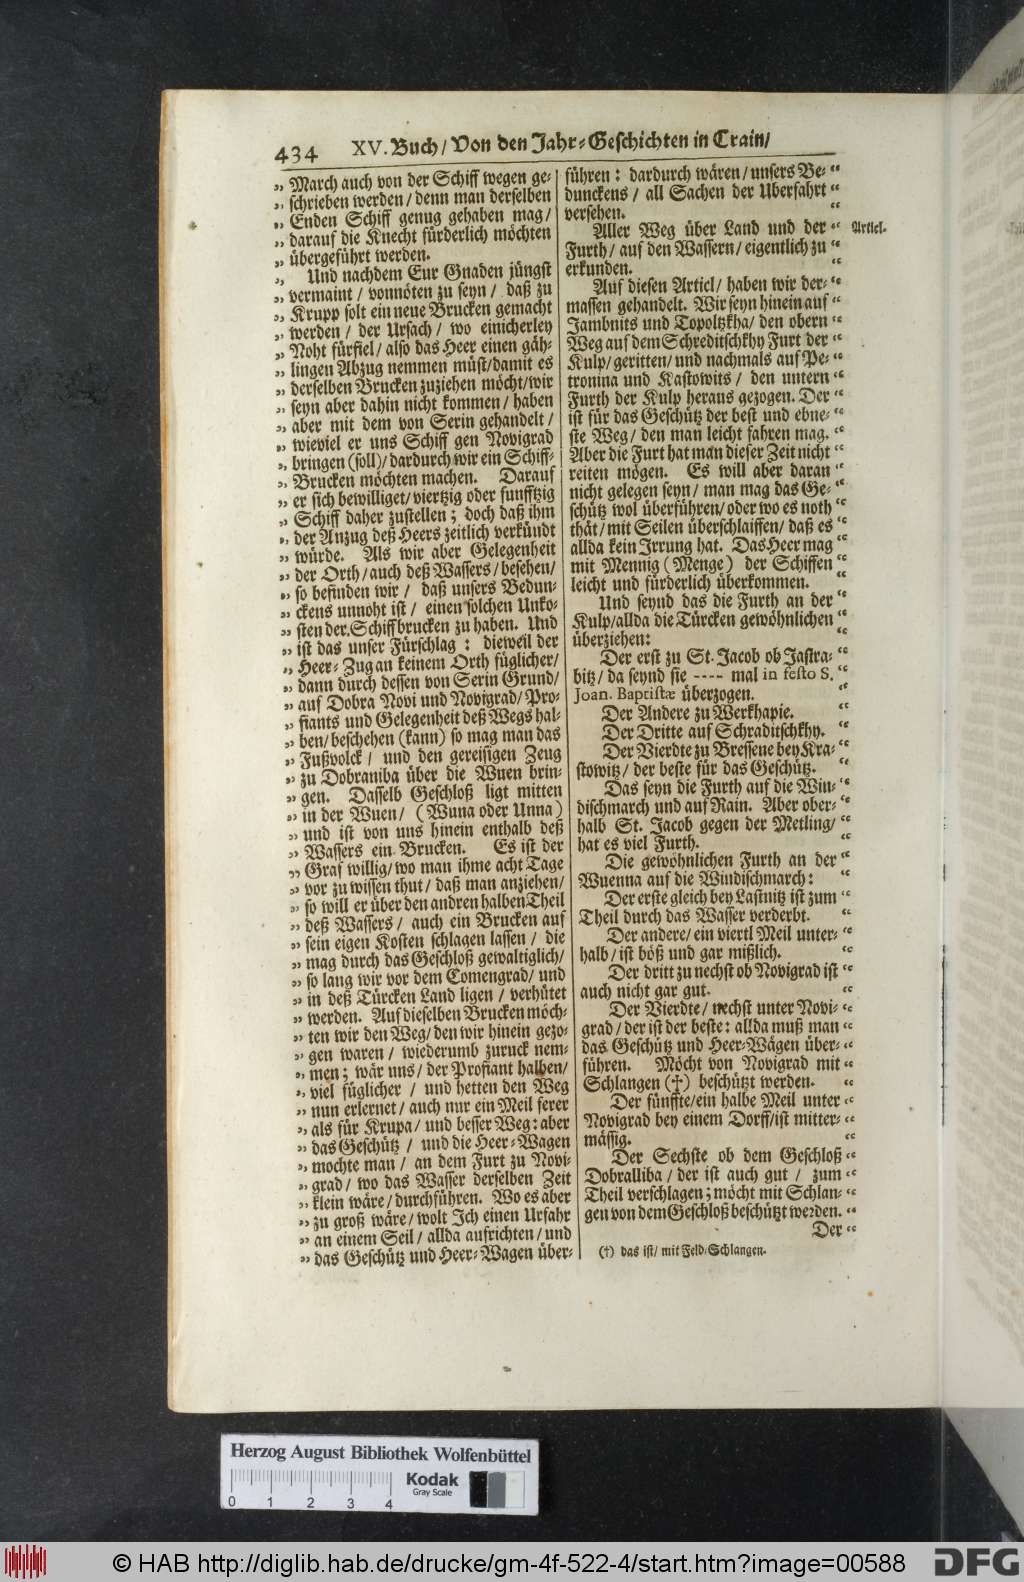 434 XV. Buch / Von den Jahr-Geschichten in Crain /
„ March auch von der Schiff wegen ge-
„ schrieben werden / denn man derselben
„ Enden Schiff genug gehaben mag /
„ darauf die Knecht fürderlich möchten
„ übergeführt werden.
„ Und nachdem Eur Gnaden jüngst
„ vermaint / vonnöten zu seyn / daß zu
„ Krupp solt ein neue Brucken gemacht
„ werden / der Ursach / wo einicherley
„ Noht fürfiel / also das Heer einen gäh-
„ lingen Abzug nemmen müst / damit es
„ derselben Brucken zuziehen möcht / wir
„ seyn aber dahin nicht kommen / haben
„ aber mit dem von Serin gehandelt /
„ wieviel er uns Schiff gen Novigrad
„ bringen (soll) / dardurch wir ein Schiff-
„ Brucken möchten machen. Darauf
„ er sich bewilliget / viertzig oder funfftzig
„ Schiff daher zustellen; doch daß ihm
„ der Anzug deß Heers zeitlich verkündt
„ würde. Als wir aber Gelegenheit
„ der Orth / auch deß Wassers / besehen /
„ so befinden wir / daß unsers Bedun-
„ ckens unnoht ist / einen solchen Unko-
„ sten der Schiffbrucken zu haben. Und
„ ist das unser Fürschlag: dieweil der
„ Heer-Zug an keinem Orth füglicher /
„ dann durch dessen von Serin Grund /
„ auf Dobra Novi und Novigrad / Pro-
„ fiants und Gelegenheit deß Wegs hal-
„ ben / beschehen (kann) so mag man das
„ Fußvolck / und den gereisigen Zeug
„ zu Dobraniba über die Wuen brin-
„ gen. Dasselb Geschloß ligt mitten
„ in der Wuen / (Wuna oder Unna)
„ und ist von uns hinein enthalb deß
„ Wassers ein Brucken. Es ist der
„ Graf willig / wo man ihme acht Tage
„ vor zu wissen thut / daß man anziehen /
„ so will er über den andren halben Theil
„ deß Wassers / auch ein Brucken auf
„ sein eigen Kosten schlagen lassen / die
„ mag durch das Geschloß gewaltiglich /
„ so lang wir vor dem Comengrad / und
„ in deß Türcken Land ligen / verhütet
„ werden. Auf dieselben Brucken möch-
„ ten wir den Weg / den wir hinein gezo-
„ gen waren / wiederumb zuruck nem-
„ men; wär uns / der Profiant halben /
„ viel füglicher / und hetten den Weg
„ nun erlernet / auch nur ein Meil ferer
„ als für Krupa / und besser Weg: aber
„ das Geschütz / und die Heer-Wagen
„ mochte man / an dem Furt zu Novi-
„ grad / wo das Wasser derselben Zeit
„ klein wäre / durchführen. Wo es aber
„ zu groß wäre / wolt Ich einen Urfahr
„ an einem Seil / allda aufrichten / und
„ das Geschütz und Heer-Wagen über-
führen: dardurch wären / unsers Be- “
dunckens / all Sachen der Uberfahrt “
versehen. “
Aller Weg über Land und der “ Articl.
Furth / auf den Wassern / eigentlich zu “
erkunden. “
Auf diesen Articl / haben wir der- “
massen gehandelt. Wir seyn hinein auf “
Jambnits und Topoltzkha / den obern “
Weg auf dem Schreditschkhy Furt der “
Kulp / geritten / und nachmals auf Pe- “
tronina und Kastowits / den untern “
Furth der Kulp heraus gezogen. Der “
ist für das Geschütz der best und ebne- “
ste Weg / den man leicht fahren mag. “
Aber die Furt hat man dieser Zeit nicht “
reiten mögen. Es will aber daran “
nicht gelegen seyn / man mag das Ge- “
schütz wol überführen / oder wo es noth “
thät / mit Seilen überschlaiffen / daß es “
allda kein Irrung hat. Das Heer mag “
mit Mennig (Menge) der Schiffen “
leicht und fürderlich überkommen. “
Und seynd das die Furth an der “
Kulp / allda die Türcken gewöhnlichen “
überziehen: “
Der erst zu St. Jacob ob Jastra- “
bitz / da seynd sie ---- mal in festo S. “
Joan. Baptistæ überzogen. “
Der Andere zu Werkhapie. “
Der Dritte auf Schraditschkhy. “
Der Vierdte zu Bressene bey Kra- “
stowitz / der beste für das Geschütz. “
Das seyn die Furth auf die Win- “
dischmarch und auf Rain. Aber ober- “
halb St. Jacob gegen der Metling / “
hat es viel Furth. “
Die gewöhnlichen Furth an der “
Wuenna auf die Windischmarch: “
Der erste gleich bey Lastnitz ist zum “
Theil durch das Wasser verderbt. “
Der andere / ein viertl Meil unter- “
halb / ist böß und gar mißlich. “
Der dritt zu nechst ob Novigrad ist “
auch nicht gar gut. “
Der Vierdte / nechst unter Novi- “
grad / der ist der beste: allda muß man “
das Geschütz und Heer-Wägen über- “
führen. Möcht von Novigrad mit “
Schlangen (†) beschützt werden. “
Der fünffte / ein halbe Meil unter “
Novigrad bey einem Dorff / ist mitter- “
mässig. “
Der Sechste ob dem Geschloß “
Dobralliba / der ist auch gut / zum “
Theil verschlagen; möcht mit Schlan- “
gen von dem Geschloß beschützt werden. “
Der “
(†) das ist / mit Feld-Schlangen.
Herzog August Bibliothek Wolfenbüttel
Kodak
Gray Scale
0 1 2 3 4
© HAB http://diglib.hab.de/drucke/gm-4f-522-4/start.htm?image=00588
DFG